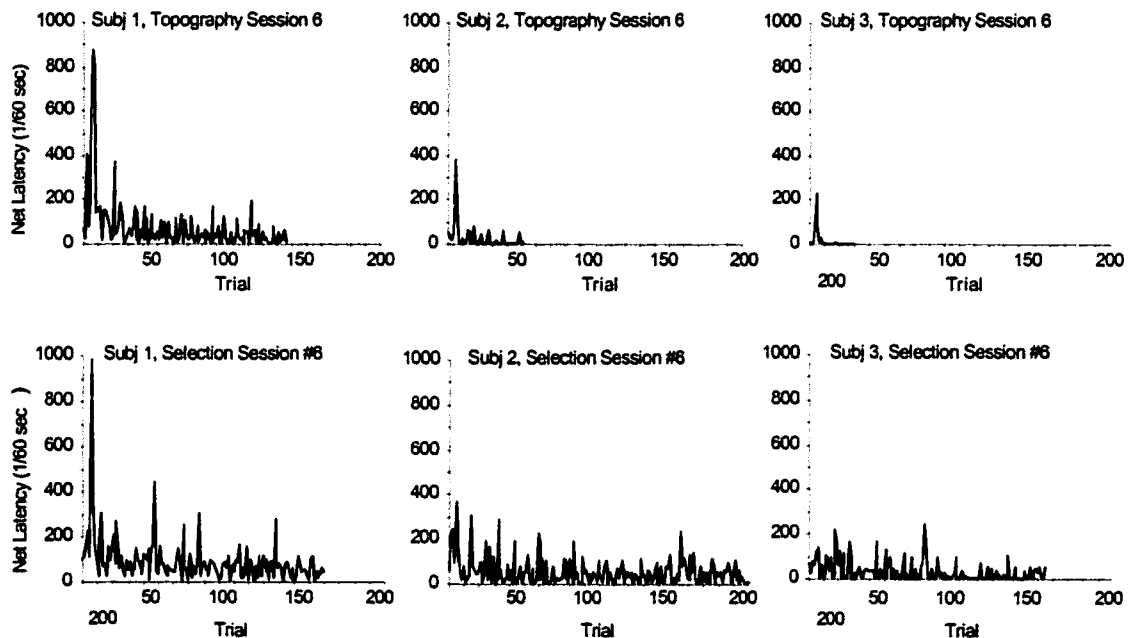 Subj 1, Topography Session 6
1000
800
600
400
200
0
Net Latency (1/60 sec)
50 100 150 200
Trial
Subj 2, Topography Session 6
1000
800
600
400
200
0
50 100 150 200
Trial
Subj 3, Topography Session 6
1000
800
600
400
200
0
50 100 150 200
200
Trial
Subj 1, Selection Session #6
1000
800
600
400
200
0
Net Latency (1/60 sec )
50 100 150 200
Trial
Subj 2, Selection Session #6
1000
800
600
400
200
0
50 100 150 200
Trial
Subj 3, Selection Session #6
1000
800
600
400
200
0
50 100 150 200
Trial